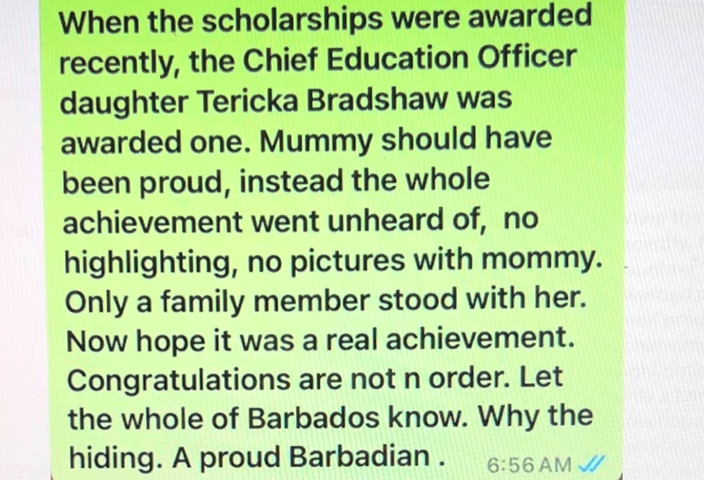 When the scholarships were awarded
recently, the Chief Education Officer
daughter Tericka Bradshaw was
awarded one. Mummy should have
been proud, instead the whole
achievement went unheard of,  no
highlighting, no pictures with mommy.
Only a family member stood with her.
Now hope it was a real achievement.
Congratulations are not n order. Let
the whole of Barbados know. Why the
hiding. A proud Barbadian .
6:56 AM